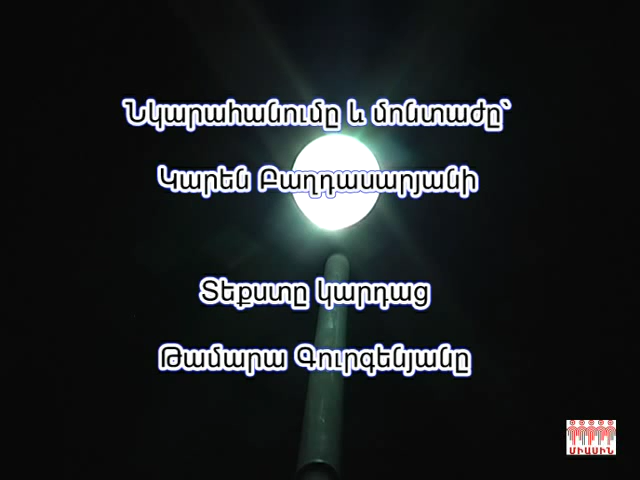 Նկարահանումը և մոնտաժը՝
Կարեն Բաղդասարյանի
Տեքստը կարդաց
Թամարա Գուրգենյանը
ՄԻԱՍԻՆ